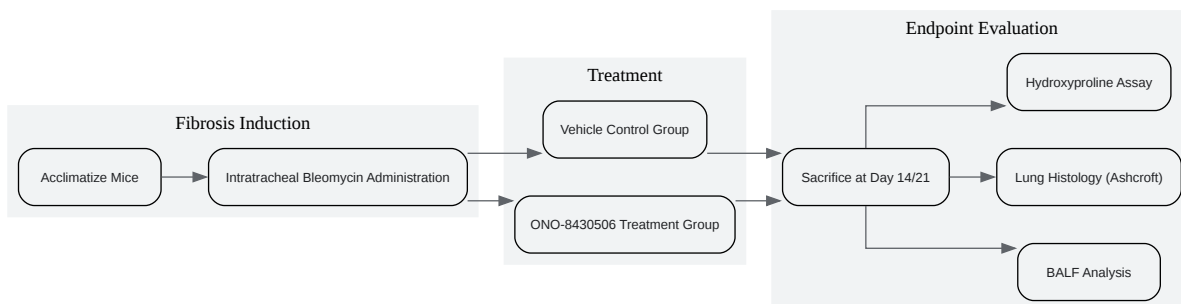 Fibrosis Induction
Acclimatize Mice
Intratracheal Bleomycin Administration
Treatment
Vehicle Control Group
ONO-8430506 Treatment Group
Endpoint Evaluation
Sacrifice at Day 14/21
Hydroxyproline Assay
Lung Histology (Ashcroft)
BALF Analysis